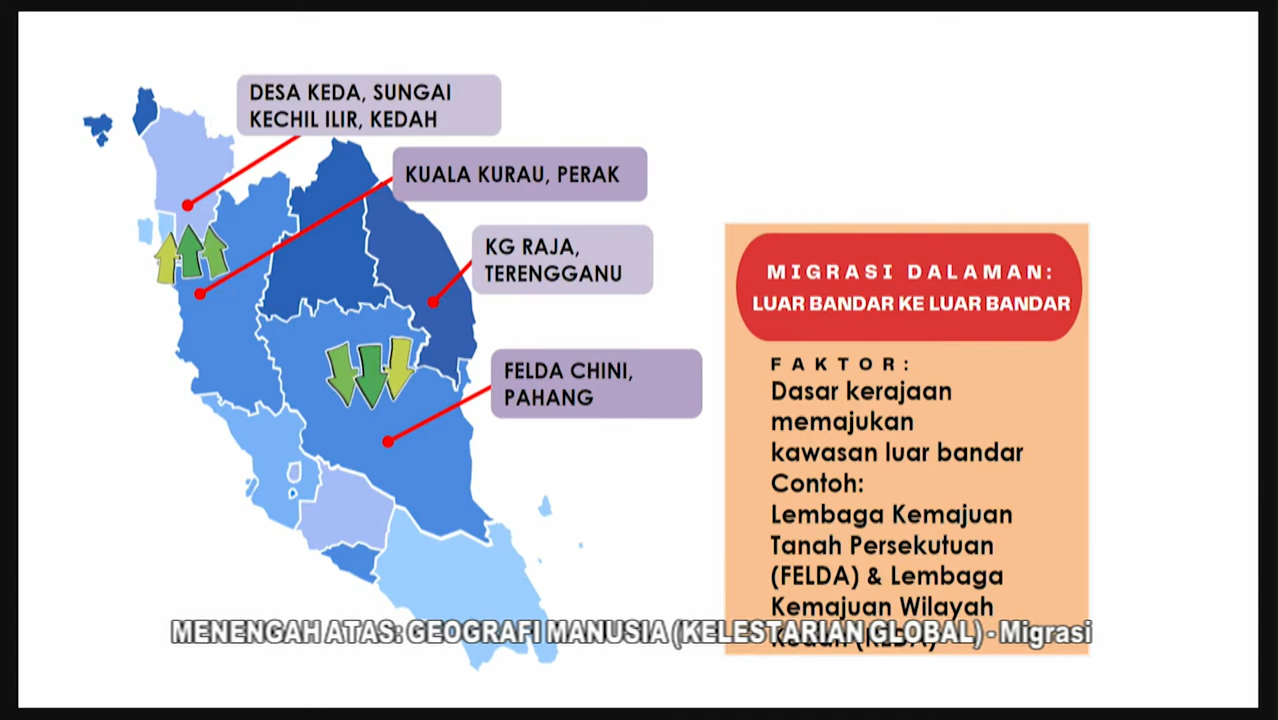 DESA KEDA, SUNGAI
KECHIL ILIR, KEDAH
KUALA KURAU, PERAK
KG RAJA,
TERENGGANU
FELDA CHINI,
PAHANG
MIGRASI DALAMAN:
LUAR BANDAR KE LUAR BANDAR
FAKTOR:
Dasar kerajaan
memajukan
kawasan luar bandar
Contoh:
Lembaga Kemajuan
Tanah Persekutuan
(FELDA) & Lembaga
Kemajuan Wilayah
Kedah (KEDA)
MENENGAH ATAS: GEOGRAFI MANUSIA (KELESTARIAN GLOBAL) - Migrasi